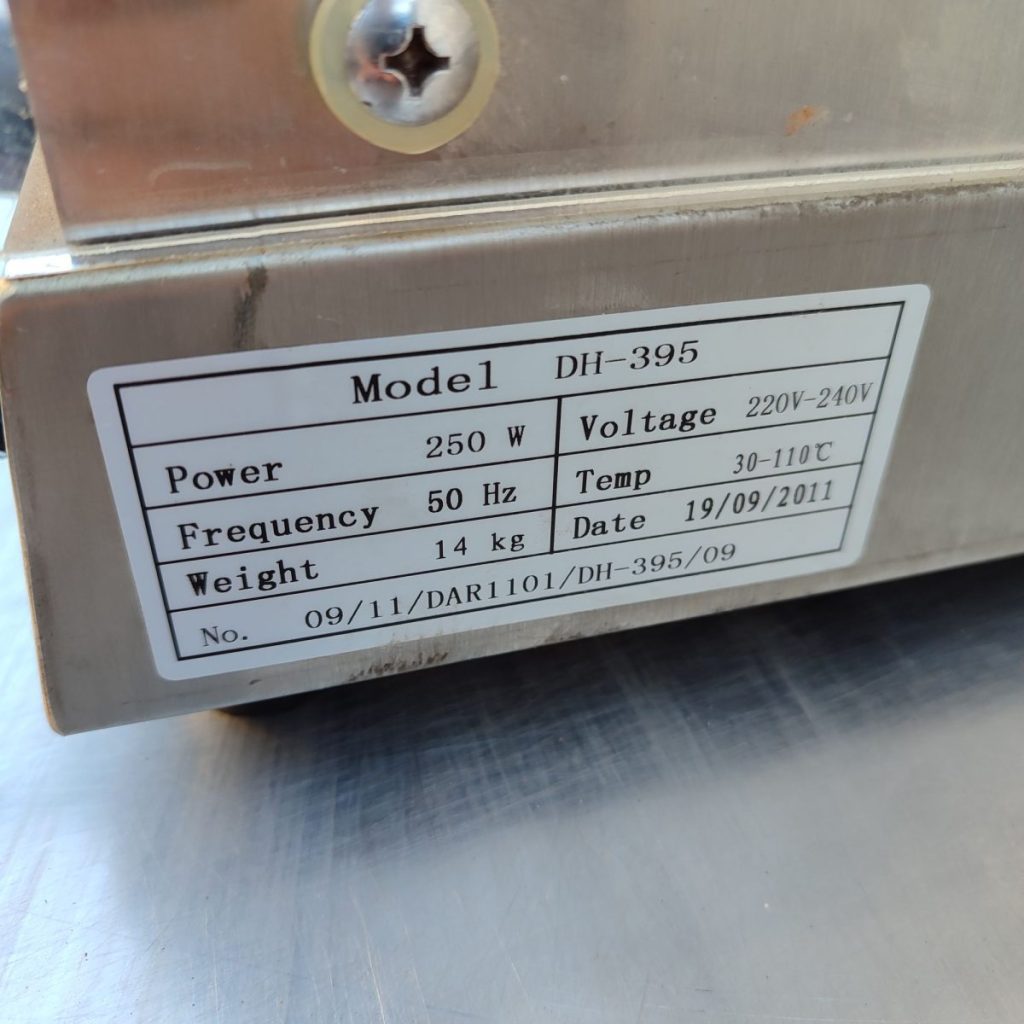 Model DH-395
Power 250 W Voltage 220V-240V
Frequency 50 Hz Temp 30-110℃
Weight 14 kg Date 19/09/2011
No. 09/11/DAR1101/DH-395/09